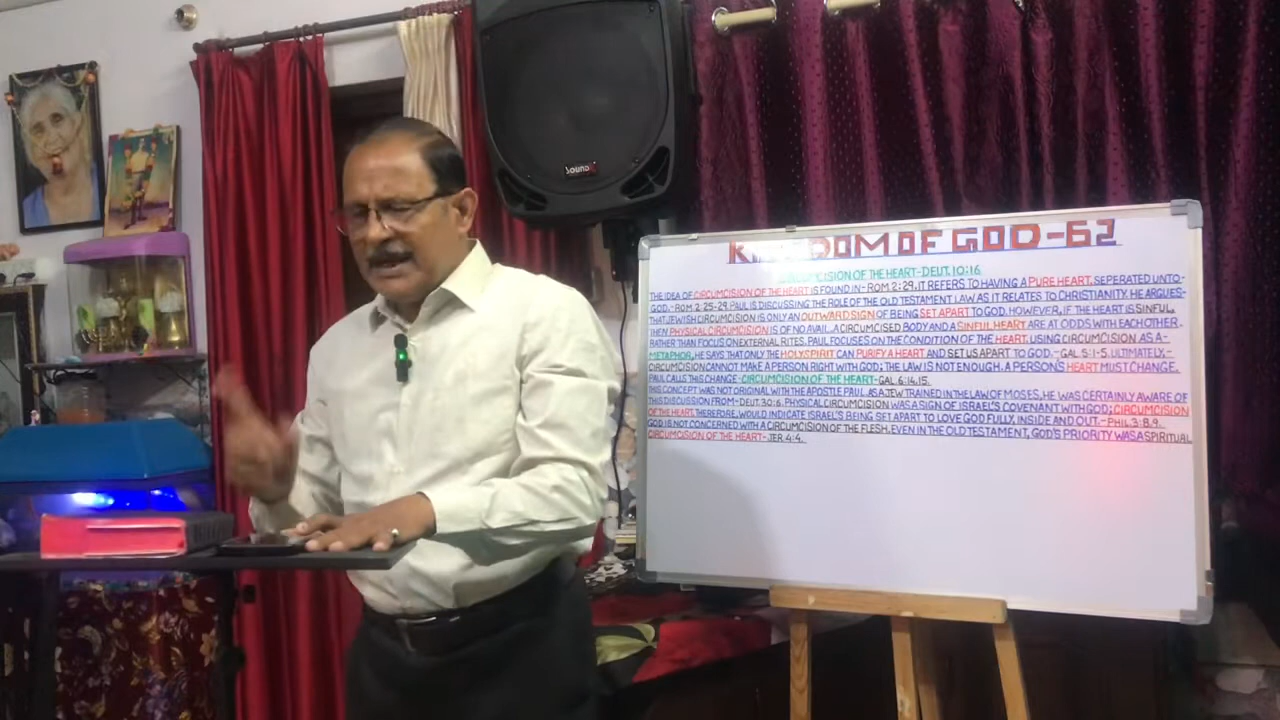 Sound
KINGDOM OF GOD-62
CIRCUMCISION OF THE HEART-DEUT.10:16
THE IDEA OF CIRCUMCISION OF THE HEART IS FOUND IN-ROM 2:29. IT REFERS TO HAVING A PURE HEART, SEPERATED UNTO-
GOD.-ROM 2:25-29. PAUL IS DISCUSSING THE ROLE OF THE OLD TESTAMENT LAW AS IT RELATES TO CHRISTIANITY. HE ARGUES-
THAT JEWISH CIRCUMCISION IS ONLY AN OUTWARD SIGN OF BEING SET APART TO GOD. HOWEVER, IF THE HEART IS SINFUL,
THEN PHYSICAL CIRCUMCISION IS OF NO AVAIL. A CIRCUMCISED BODY AND A SINFUL HEART ARE AT ODDS WITH EACH OTHER.
RATHER THAN FOCUS ON EXTERNAL RITES, PAUL FOCUSES ON THE CONDITION OF THE HEART. USING CIRCUMCISION AS A-
METAPHOR, HE SAYS THAT ONLY THE HOLY SPIRIT CAN PURIFY A HEART AND SET US APART TO GOD.-GAL 5:1-5. ULTIMATELY,-
CIRCUMCISION CANNOT MAKE A PERSON RIGHT WITH GOD; THE LAW IS NOT ENOUGH. A PERSON'S HEART MUST CHANGE.
PAUL CALLS THIS CHANGE-CIRCUMCISION OF THE HEART-GAL.6:14,15.
THIS CONCEPT WAS NOT ORIGINAL WITH THE APOSTLE PAUL. AS A JEW TRAINED IN THE LAW OF MOSES, HE WAS CERTAINLY AWARE OF
THIS DISCUSSION FROM-DEUT.30:6. PHYSICAL CIRCUMCISION WAS A SIGN OF ISRAEL'S COVENANT WITH GOD; CIRCUMCISION
OF THE HEART, THEREFORE, WOULD INDICATE ISRAEL'S BEING SET APART TO LOVE GOD FULLY, INSIDE AND OUT.-PHIL.3:8,9.
GOD IS NOT CONCERNED WITH A CIRCUMCISION OF THE FLESH. EVEN IN THE OLD TESTAMENT, GOD'S PRIORITY WAS A SPIRITUAL
CIRCUMCISION OF THE HEART-JER.4:4.